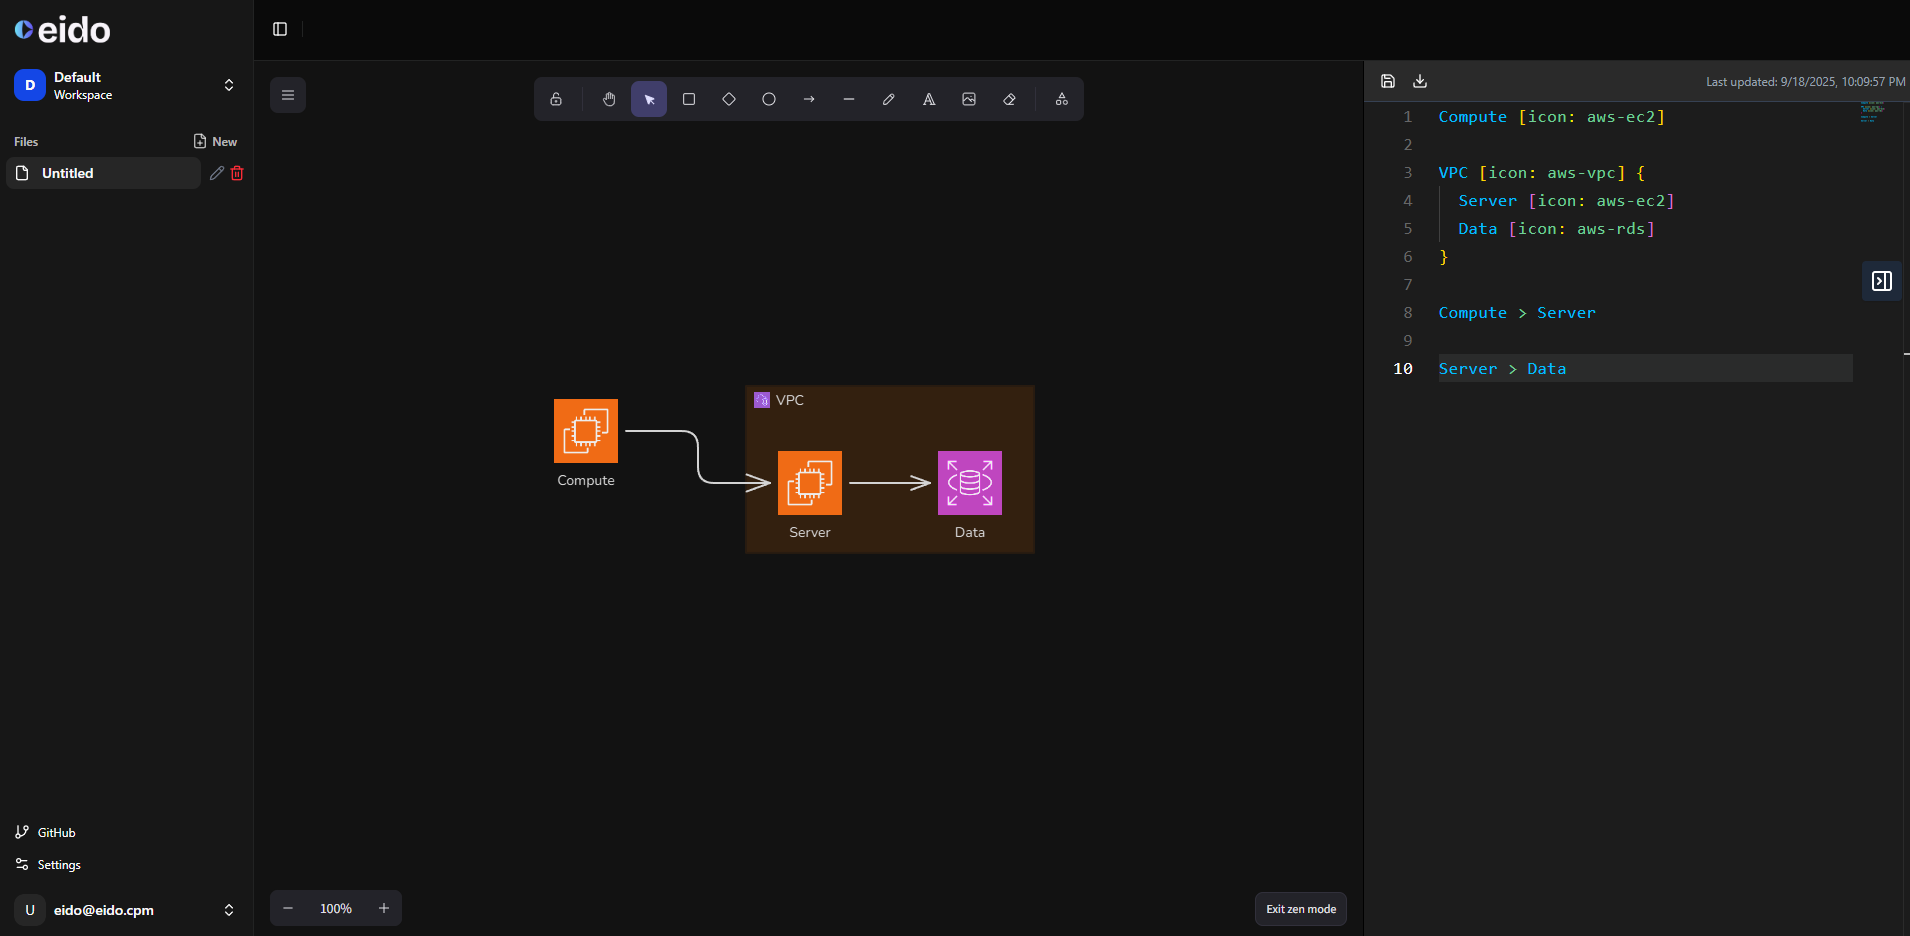 eido
D
Default
Workspace
Files
New
Untitled
GitHub
Settings
U
eido@eido.cpm
Compute
VPC
Server
Data
100%
Exit zen mode
Last updated: 9/18/2025, 10:09:57 PM
1 Compute [icon: aws-ec2]
2
3 VPC [icon: aws-vpc] {
4 Server [icon: aws-ec2]
5 Data [icon: aws-rds]
6 }
7
8 Compute > Server
9
10 Server > Data